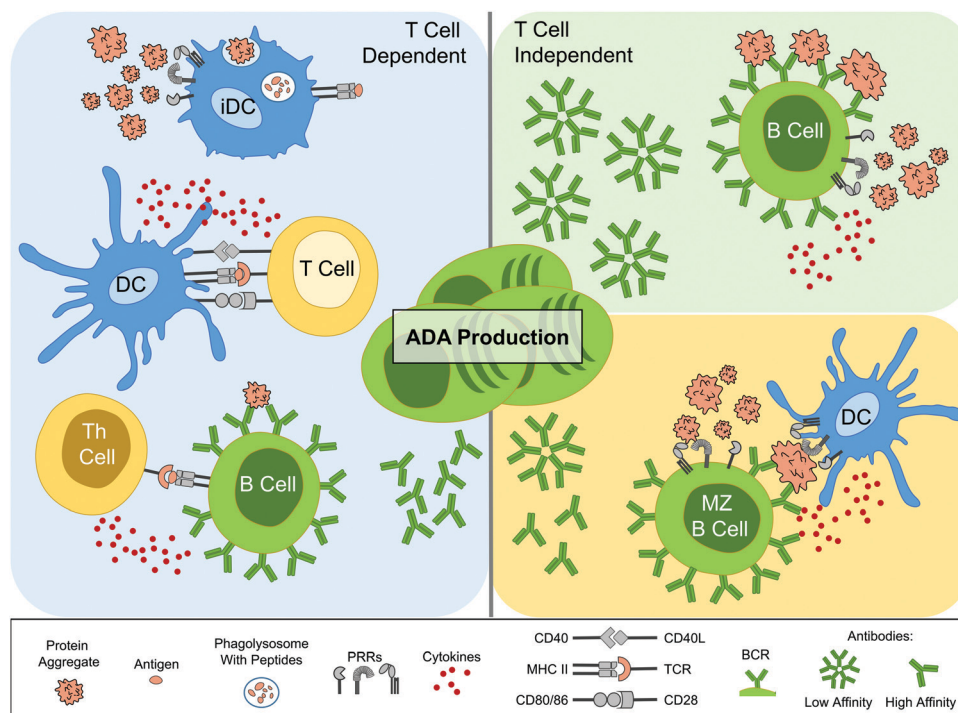 T Cell
Dependent
T Cell
Independent
iDC
B Cell
DC
T Cell
ADA Production
Th
Cell
B Cell
DC
MZ
B Cell
Protein
Aggregate
Antigen
Phagolysosome
With Peptides
PRRs
Cytokines
CD40
CD40L
MHC II
TCR
CD80/86
CD28
BCR
Antibodies:
Low Affinity
High Affinity